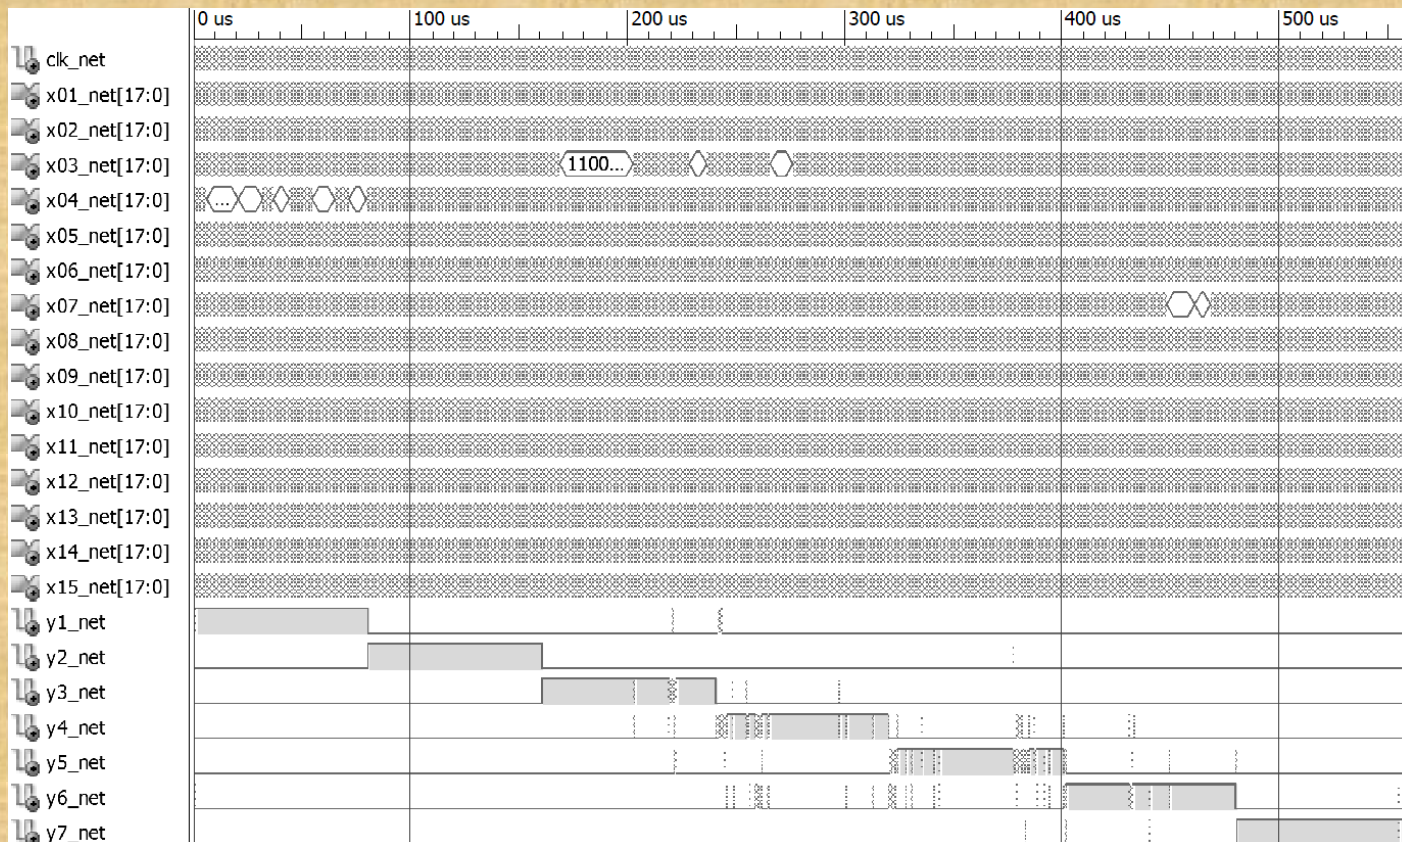 0 us 100 us 200 us 300 us 400 us 500 us
clk_net
x01_net[17:0]
x02_net[17:0]
x03_net[17:0] 1100...
x04_net[17:0] ...
x05_net[17:0]
x06_net[17:0]
x07_net[17:0]
x08_net[17:0]
x09_net[17:0]
x10_net[17:0]
x11_net[17:0]
x12_net[17:0]
x13_net[17:0]
x14_net[17:0]
x15_net[17:0]
y1_net
y2_net
y3_net
y4_net
y5_net
y6_net
y7_net